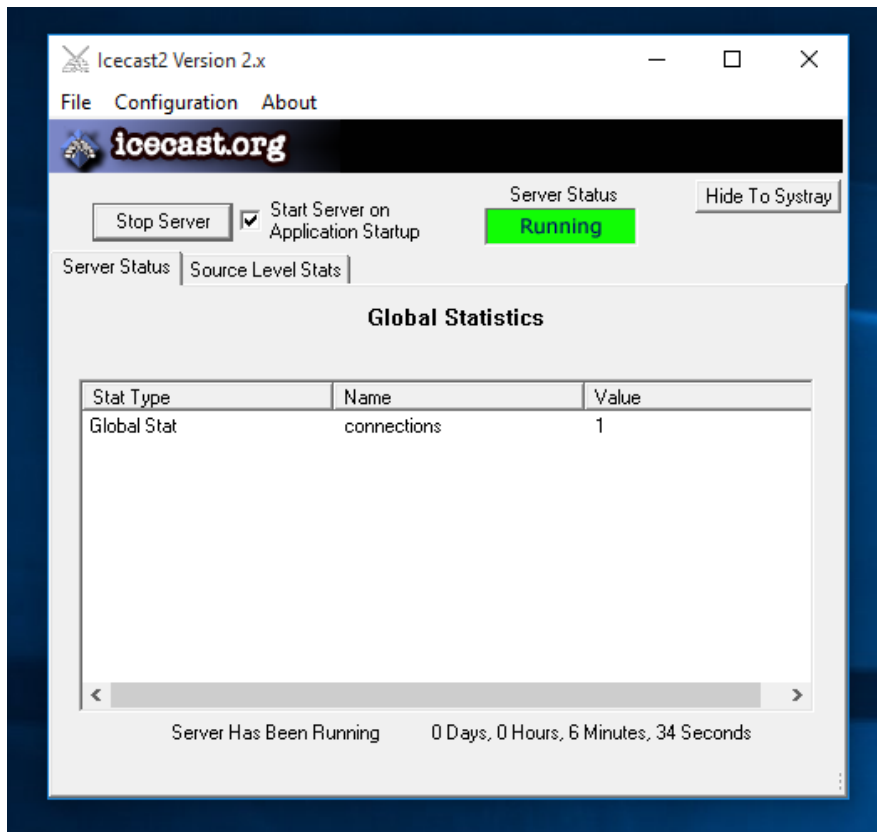 Icecast2 Version 2.x
File Configuration About
icecast.org
Stop Server
Start Server on
Application Startup
Server Status
Running
Hide To Systray
Server Status Source Level Stats
Global Statistics
Stat Type Name Value
Global Stat connections 1
Server Has Been Running 0 Days, 0 Hours, 6 Minutes, 34 Seconds